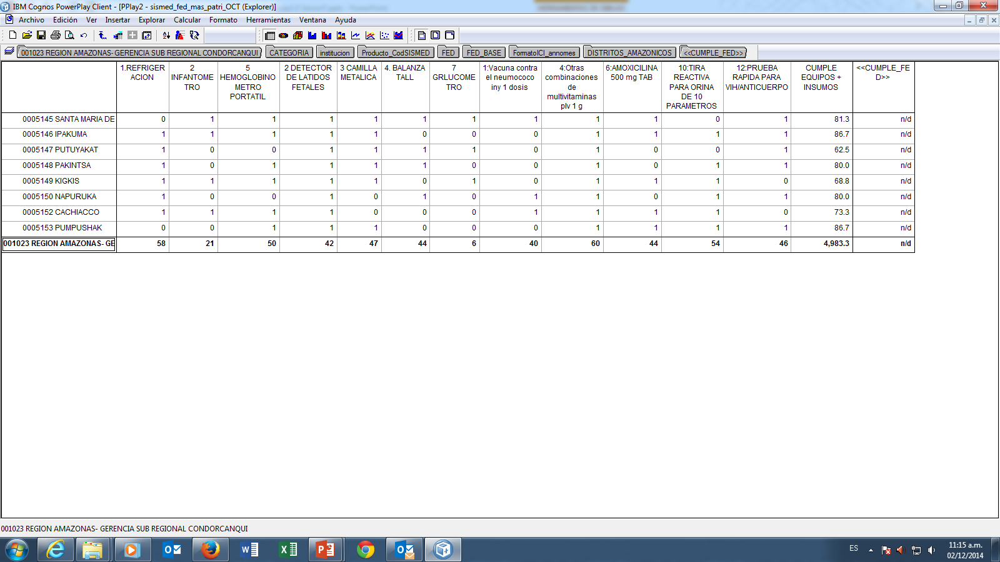 IBM Cognos PowerPlay Client - [PPlay2 - sismed_fed_mas_patri_OCT (Explorer)]
Archivo Edición Ver Insertar Explorar Calcular Formato Herramientas Ventana Ayuda
001023 REGION AMAZONAS- GERENCIA SUB REGIONAL CONDORCANQUI CATEGORIA institucion Producto_CodSISMED FED FED_BASE FormatoICI_annomes DISTRITOS_AMAZONICOS <<CUMPLE_FED>>
1.REFRIGER
ACION
2
INFANTOME
TRO
5
HEMOGLOBINO
METRO
PORTATIL
2 DETECTOR
DE LATIDOS
FETALES
3 CAMILLA
METALICA
4. BALANZA
TALL
7
GRLUCOME
TRO
1:Vacuna contra
el neumococo
iny 1 dosis
4:Otras
combinaciones
de
multivitaminas
plv 1 g
6:AMOXICILINA
500 mg TAB
10:TIRA
REACTIVA
PARA ORINA
DE 10
PARAMETROS
12:PRUEBA
RAPIDA PARA
VIH/ANTICUERPO
CUMPLE
EQUIPOS +
INSUMOS
<<CUMPLE_FE
D>>
0005145 SANTA MARIA DE 0 1 1 1 1 1 1 1 1 1 0 1 81.3 n/d
0005146 IPAKUMA 1 1 1 1 1 0 0 0 1 1 1 1 86.7 n/d
0005147 PUTUYAKAT 1 0 0 1 1 1 1 0 1 0 0 1 62.5 n/d
0005148 PAKINTSA 1 0 1 1 1 1 0 0 1 0 1 1 80.0 n/d
0005149 KIGKIS 1 1 1 1 1 0 1 0 1 1 1 0 68.8 n/d
0005150 NAPURUKA 1 0 0 1 0 1 0 1 1 0 1 1 80.0 n/d
0005152 CACHIACCO 1 1 1 1 0 0 0 1 1 1 1 0 73.3 n/d
0005153 PUMPUSHAK 0 0 1 1 1 0 0 0 1 1 1 1 86.7 n/d
001023 REGION AMAZONAS- GE 58 21 50 42 47 44 6 40 60 44 54 46 4,983.3 n/d
001023 REGION AMAZONAS- GERENCIA SUB REGIONAL CONDORCANQUI
ES
11:15 a.m.
02/12/2014